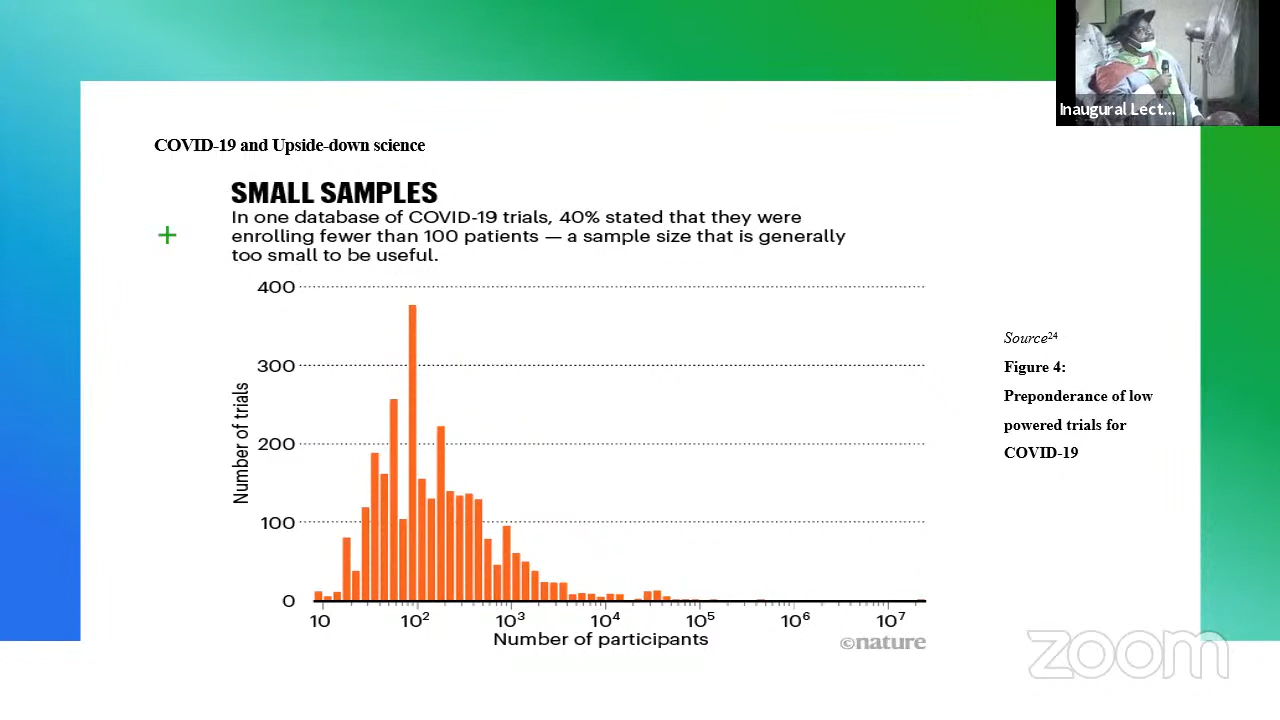 Inaugural Lect...
COVID-19 and Upside-down science
SMALL SAMPLES
In one database of COVID-19 trials, 40% stated that they were
enrolling fewer than 100 patients — a sample size that is generally
too small to be useful.
400
300
200
100
0
Number of trials
10 10² 10³ 10⁴ 10⁵ 10⁶ 10⁷
Number of participants
©nature
Source²⁴
Figure 4:
Preponderance of low
powered trials for
COVID-19
zoom